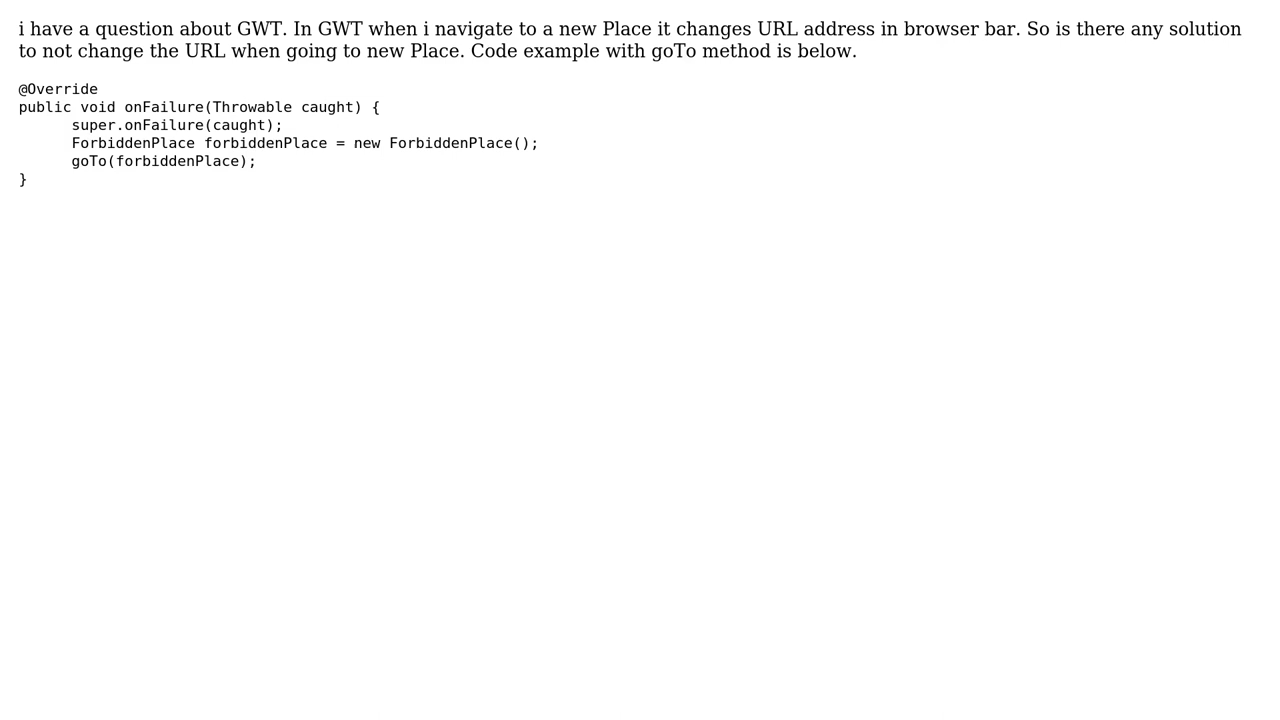 i have a question about GWT. In GWT when i navigate to a new Place it changes URL address in browser bar. So is there any solution
to not change the URL when going to new Place. Code example with goTo method is below.
@Override
public void onFailure(Throwable caught) {
      super.onFailure(caught);
      ForbiddenPlace forbiddenPlace = new ForbiddenPlace();
      goTo(forbiddenPlace);
}